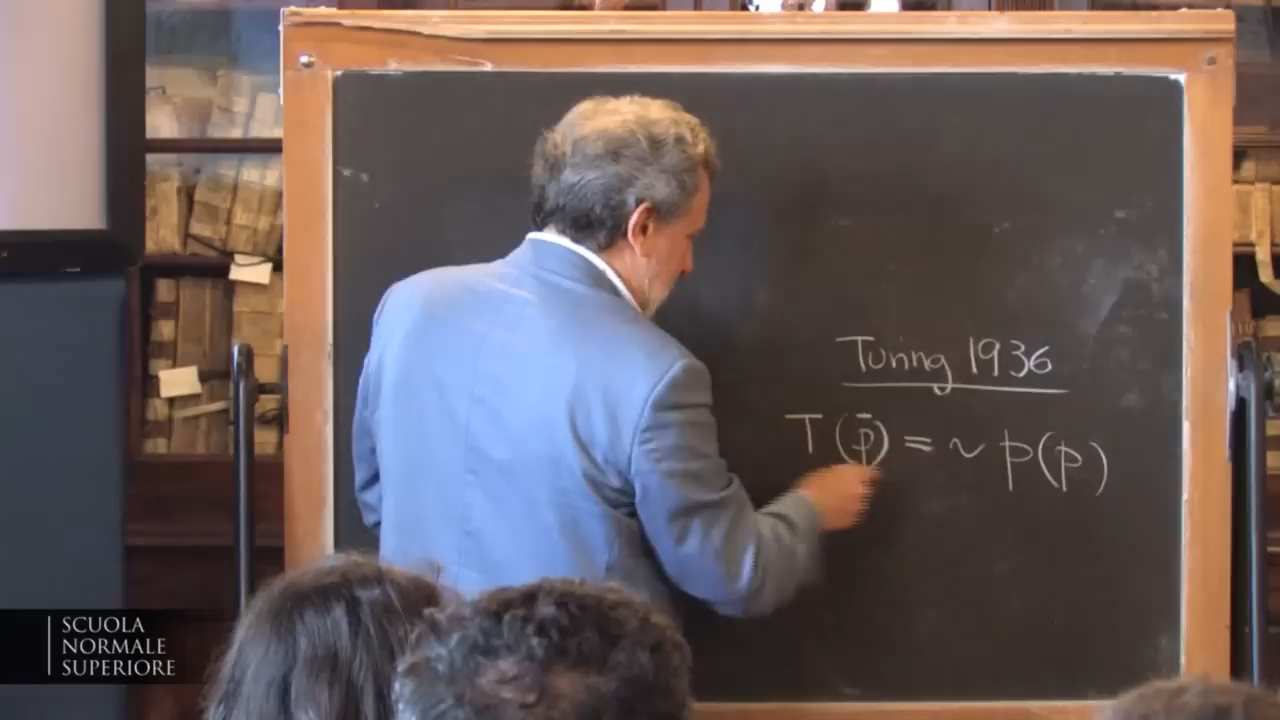 Turing 1936
T (p̄) = ~ p(p)
SCUOLA
NORMALE
SUPERIORE